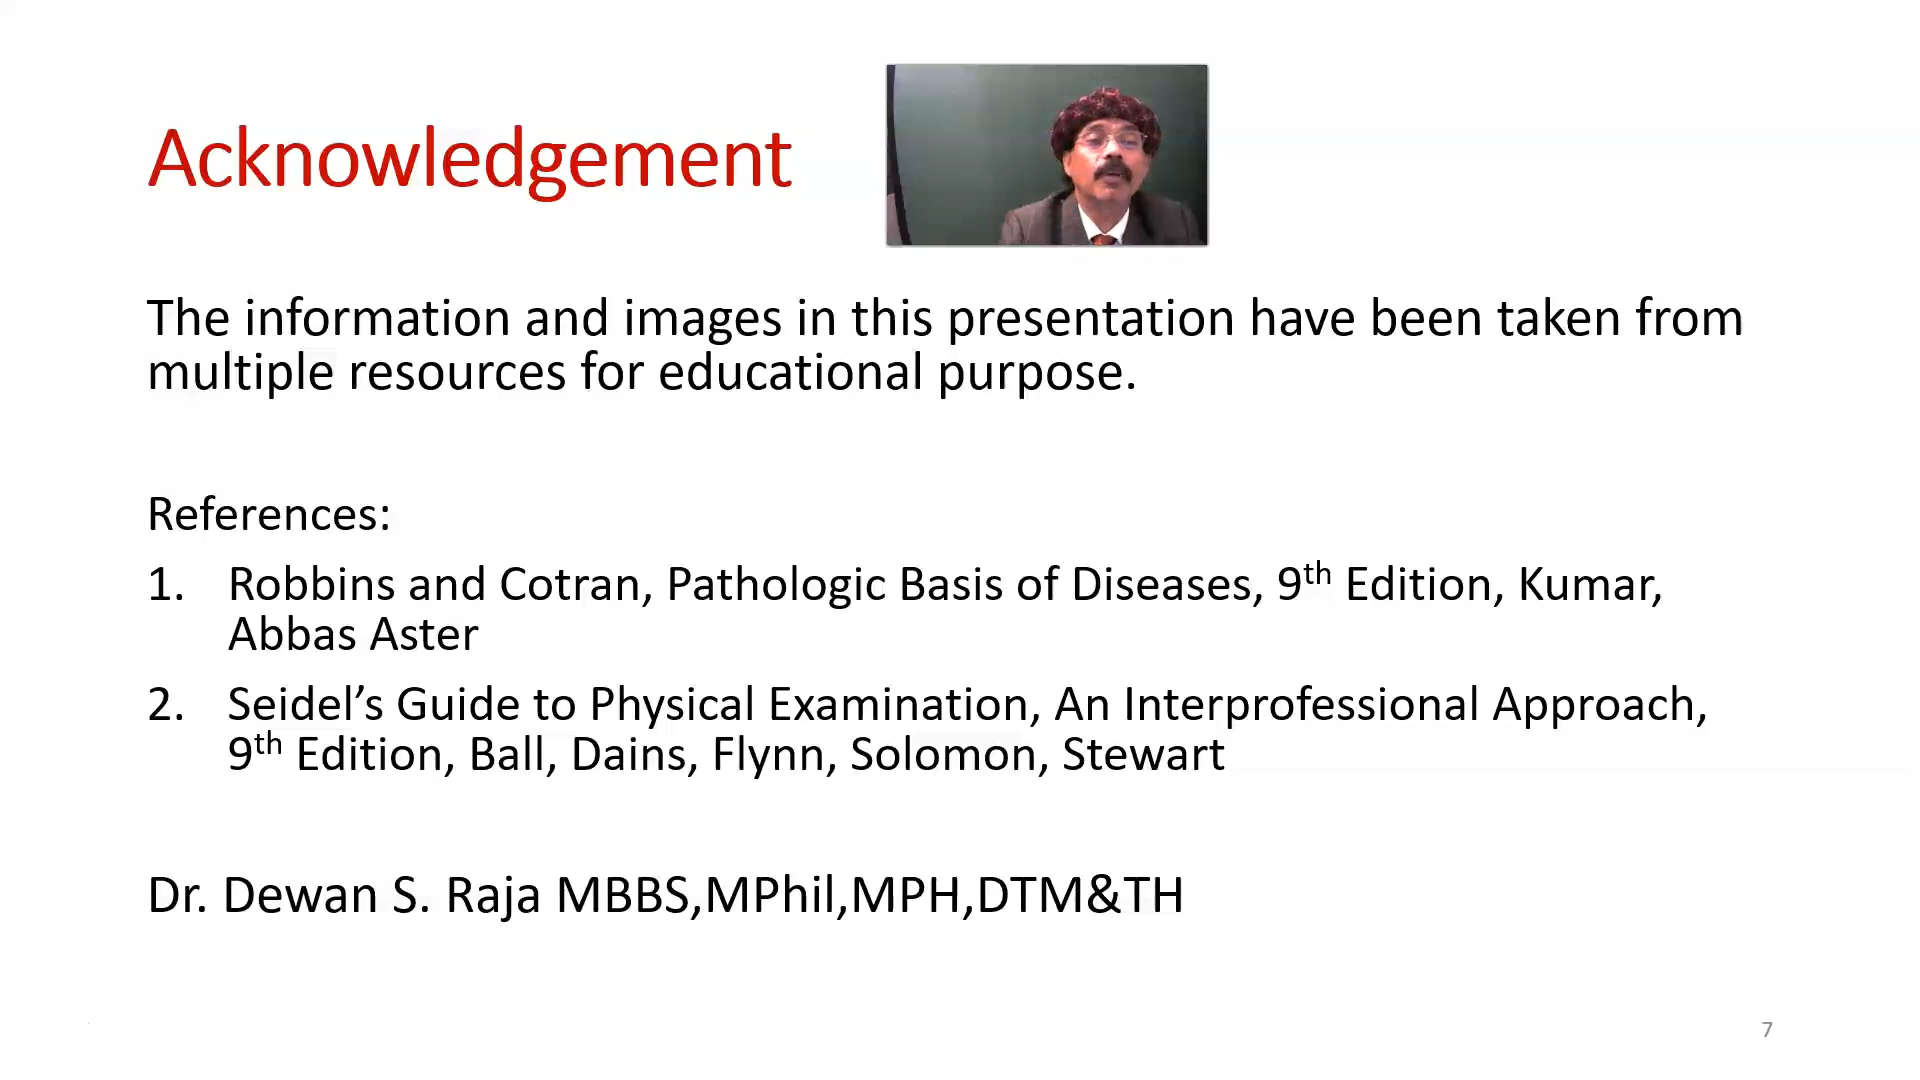 Acknowledgement
The information and images in this presentation have been taken from
multiple resources for educational purpose.
References:
1. Robbins and Cotran, Pathologic Basis of Diseases, 9th Edition, Kumar,
Abbas Aster
2. Seidel’s Guide to Physical Examination, An Interprofessional Approach,
9th Edition, Ball, Dains, Flynn, Solomon, Stewart
Dr. Dewan S. Raja MBBS,MPhil,MPH,DTM&TH
7